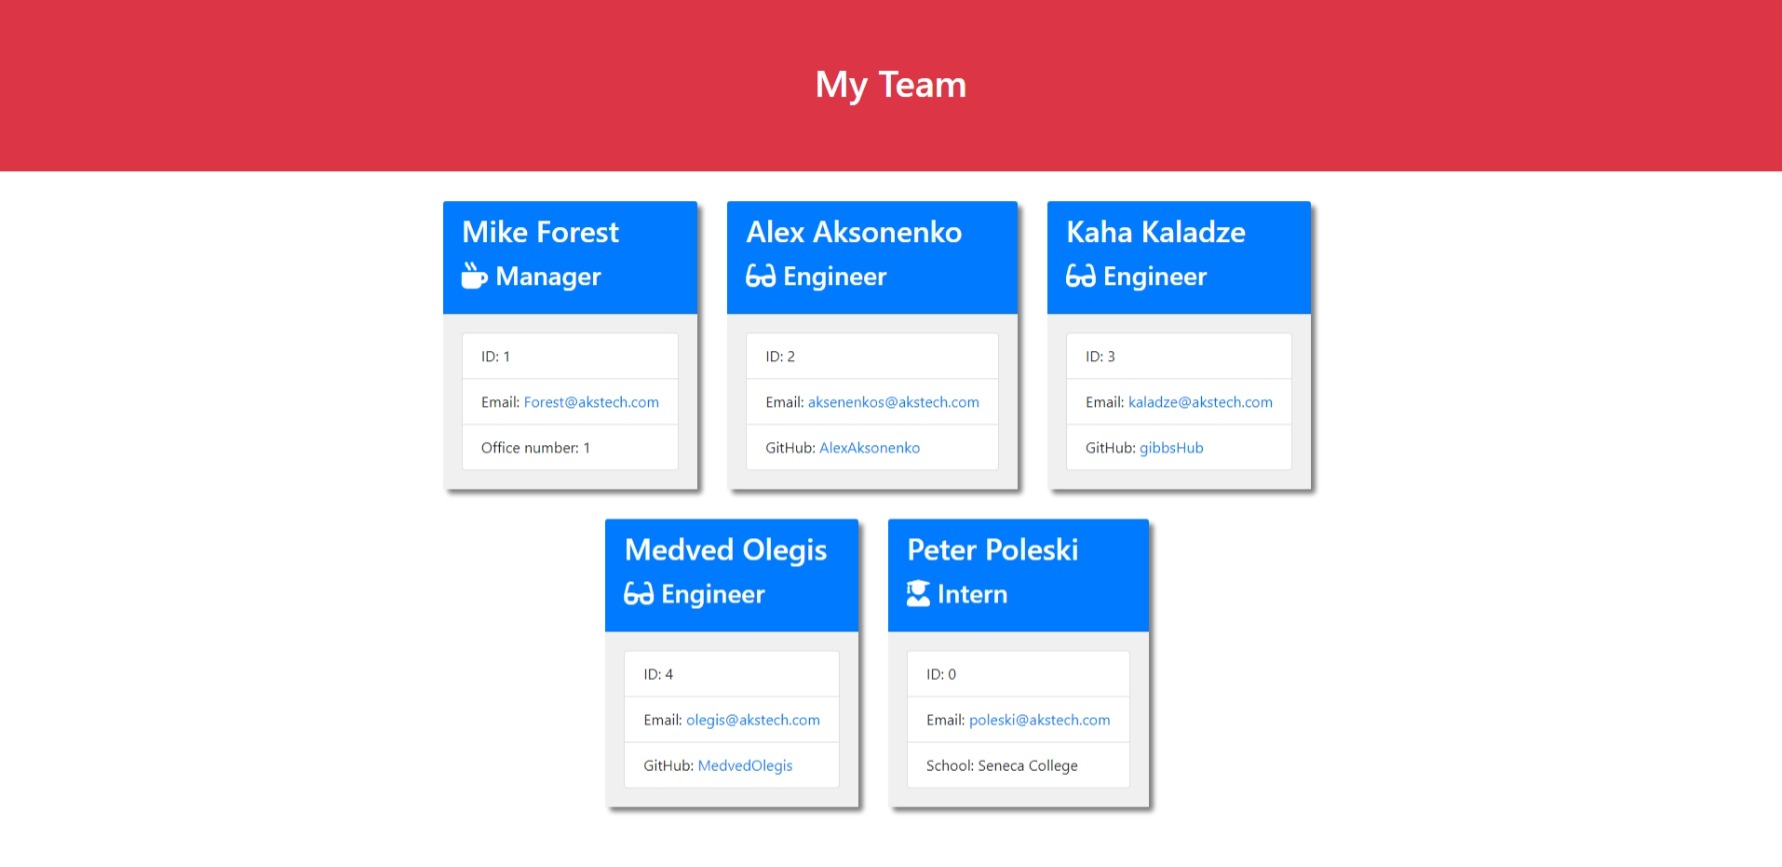 My Team
Mike Forest
Manager
ID: 1
Email: Forest@akstech.com
Office number: 1
Alex Aksonenko
Engineer
ID: 2
Email: aksenenkos@akstech.com
GitHub: AlexAksonenko
Kaha Kaladze
Engineer
ID: 3
Email: kaladze@akstech.com
GitHub: gibbsHub
Medved Olegis
Engineer
ID: 4
Email: olegis@akstech.com
GitHub: MedvedOlegis
Peter Poleski
Intern
ID: 0
Email: poleski@akstech.com
School: Seneca College